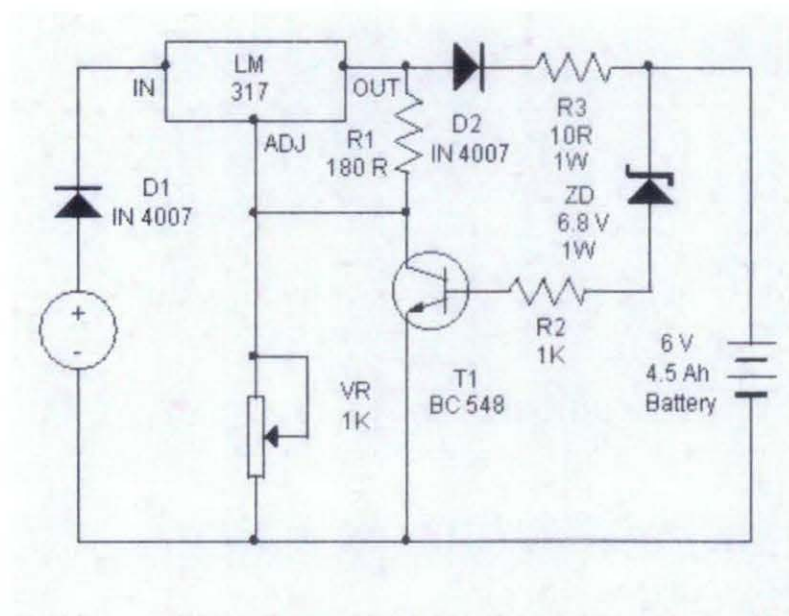 LM
317
IN
OUT
ADJ
R1
180 R
D2
IN 4007
R3
10R
1W
D1
IN 4007
ZD
6.8 V
1W
+
-
R2
1K
VR
1K
T1
BC 548
6 V
4.5 Ah
Battery